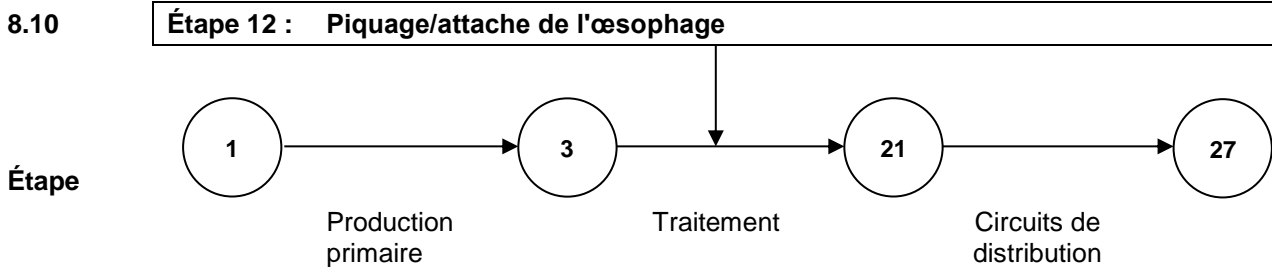 8.10 Étape 12 : Piquage/attache de l'œsophage
1 3 21 27
Étape
Production primaire
Traitement
Circuits de distribution